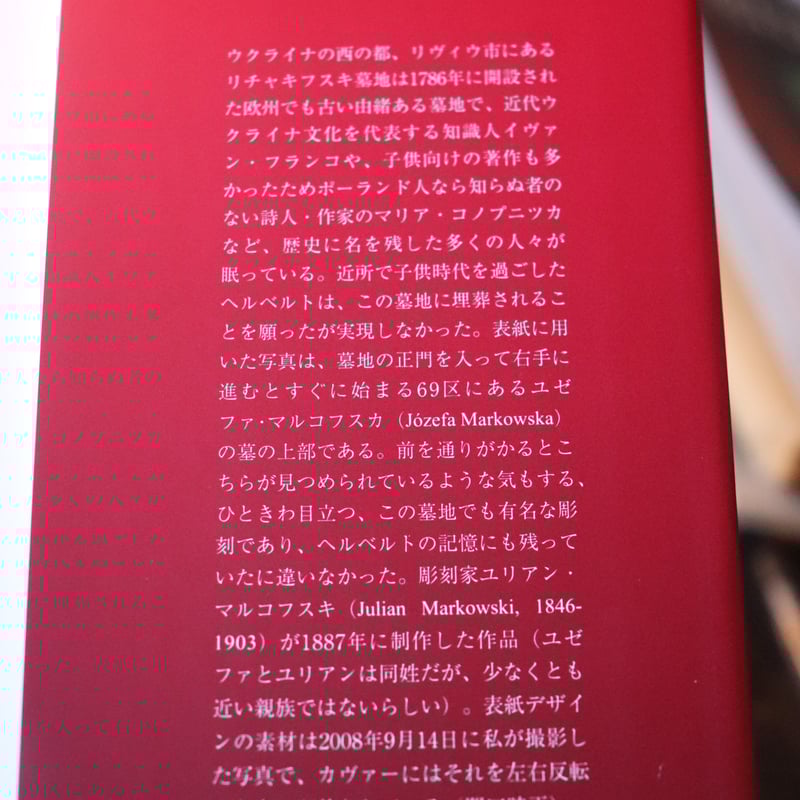 ウクライナの西の都、リヴィウ市にある
リチャキフスキ墓地は1786年に開設され
た欧州でも古い由緒ある墓地で、近代ウ
クライナ文化を代表する知識人イヴァ
ン・フランコや、子供向けの著作も多
かったためポーランド人なら知らぬ者の
ない詩人・作家のマリア・コノプニツカ
など、歴史に名を残した多くの人々が
眠っている。近所で子供時代を過ごした
ヘルベルトは、この墓地に埋葬されるこ
とを願ったが実現しなかった。表紙に用
いた写真は、墓地の正門を入って右手に
進むとすぐに始まる69区にあるユゼ
ファ・マルコフスカ（Józefa Markowska）
の墓の上部である。前を通りがかるとこ
ちらが見つめられているような気もする、
ひときわ目立つ、この墓地でも有名な彫
刻であり、ヘルベルトの記憶にも残って
いたに違いなかった。彫刻家ユリアン・
マルコフスキ（Julian Markowski, 1846-
1903）が1887年に制作した作品（ユゼ
ファとユリアンは同姓だが、少なくとも
近い親族ではないらしい）。表紙デザイ
ンの素材は2008年9月14日に私が撮影し
た写真で、カヴァーにはそれを左右反転